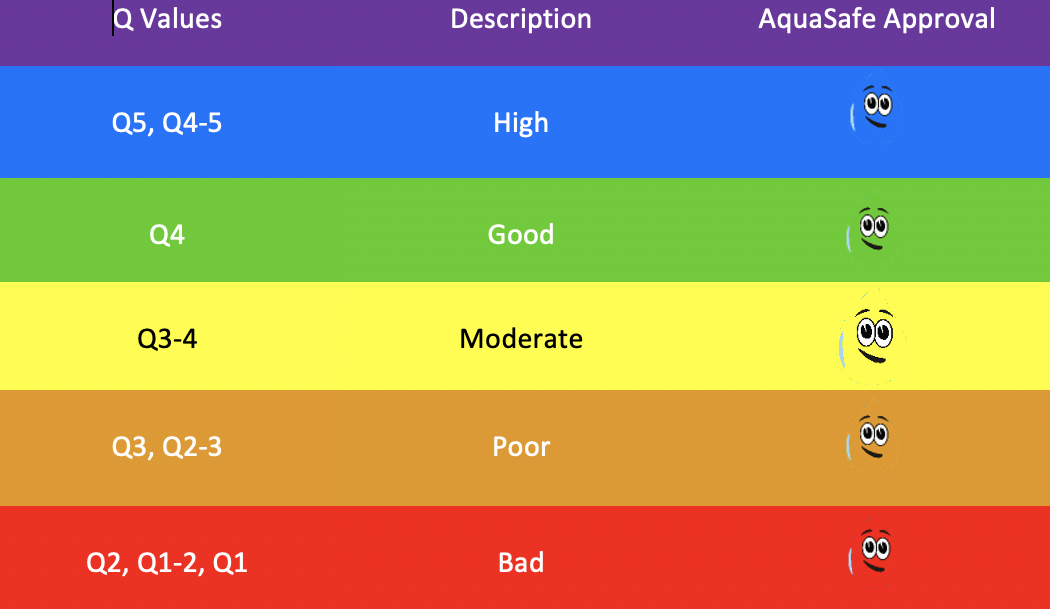 Q Values Description AquaSafe Approval
Q5, Q4-5 High
Q4 Good
Q3-4 Moderate
Q3, Q2-3 Poor
Q2, Q1-2, Q1 Bad